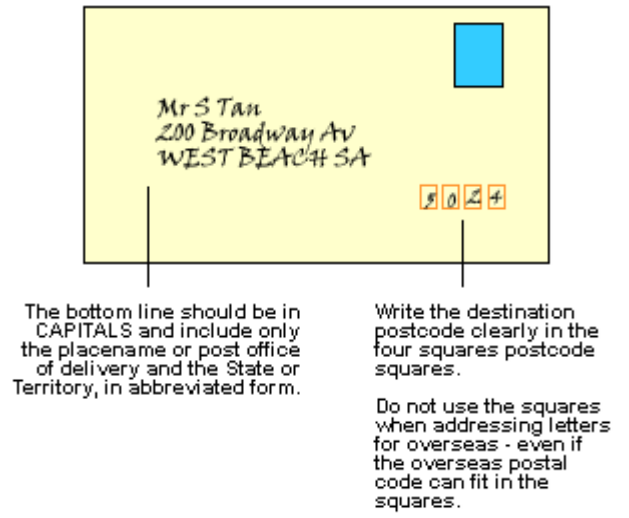 Mr S Tan
200 Broadway Av
WEST BEACH SA
5024
The bottom line should be in
CAPITALS and include only
the placename or post office
of delivery and the State or
Territory, in abbreviated form.
Write the destination
postcode clearly in the
four squares postcode
squares.
Do not use the squares
when addressing letters
for overseas - even if
the overseas postal
code can fit in the
squares.